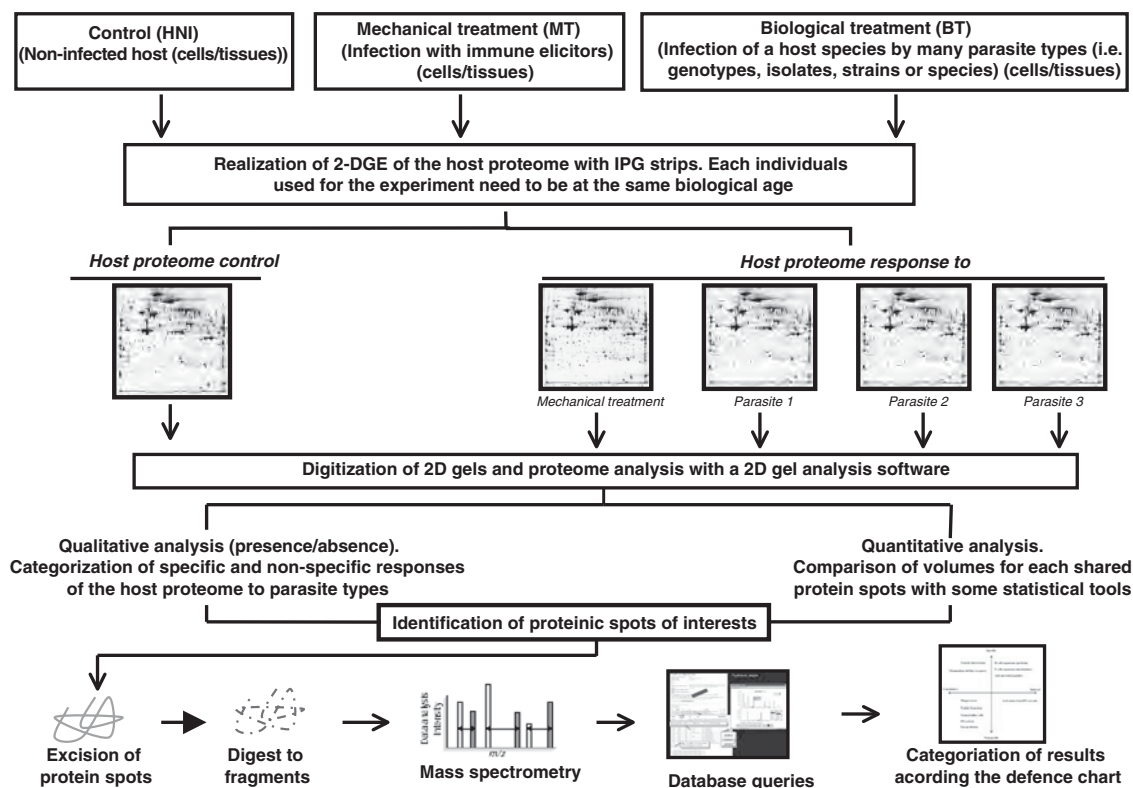 Control (HNI)
(Non-infected host (cells/tissues))
Mechanical treatment (MT)
(Infection with immune elicitors)
(cells/tissues)
Biological treatment (BT)
(Infection of a host species by many parasite types (i.e.
genotypes, isolates, strains or species) (cells/tissues)
Realization of 2-DGE of the host proteome with IPG strips. Each individuals
used for the experiment need to be at the same biological age
Host proteome control
Host proteome response to
Mechanical treatment
Parasite 1
Parasite 2
Parasite 3
Digitization of 2D gels and proteome analysis with a 2D gel analysis software
Qualitative analysis (presence/absence).
Categorization of specific and non-specific responses
of the host proteome to parasite types
Quantitative analysis.
Comparison of volumes for each shared
protein spots with some statistical tools
Identification of proteinic spots of interests
Excision of
protein spots
Digest to
fragments
Data analysis
Intensity
m/z
Mass spectrometry
Database queries
Categoriation of results
acording the defence chart